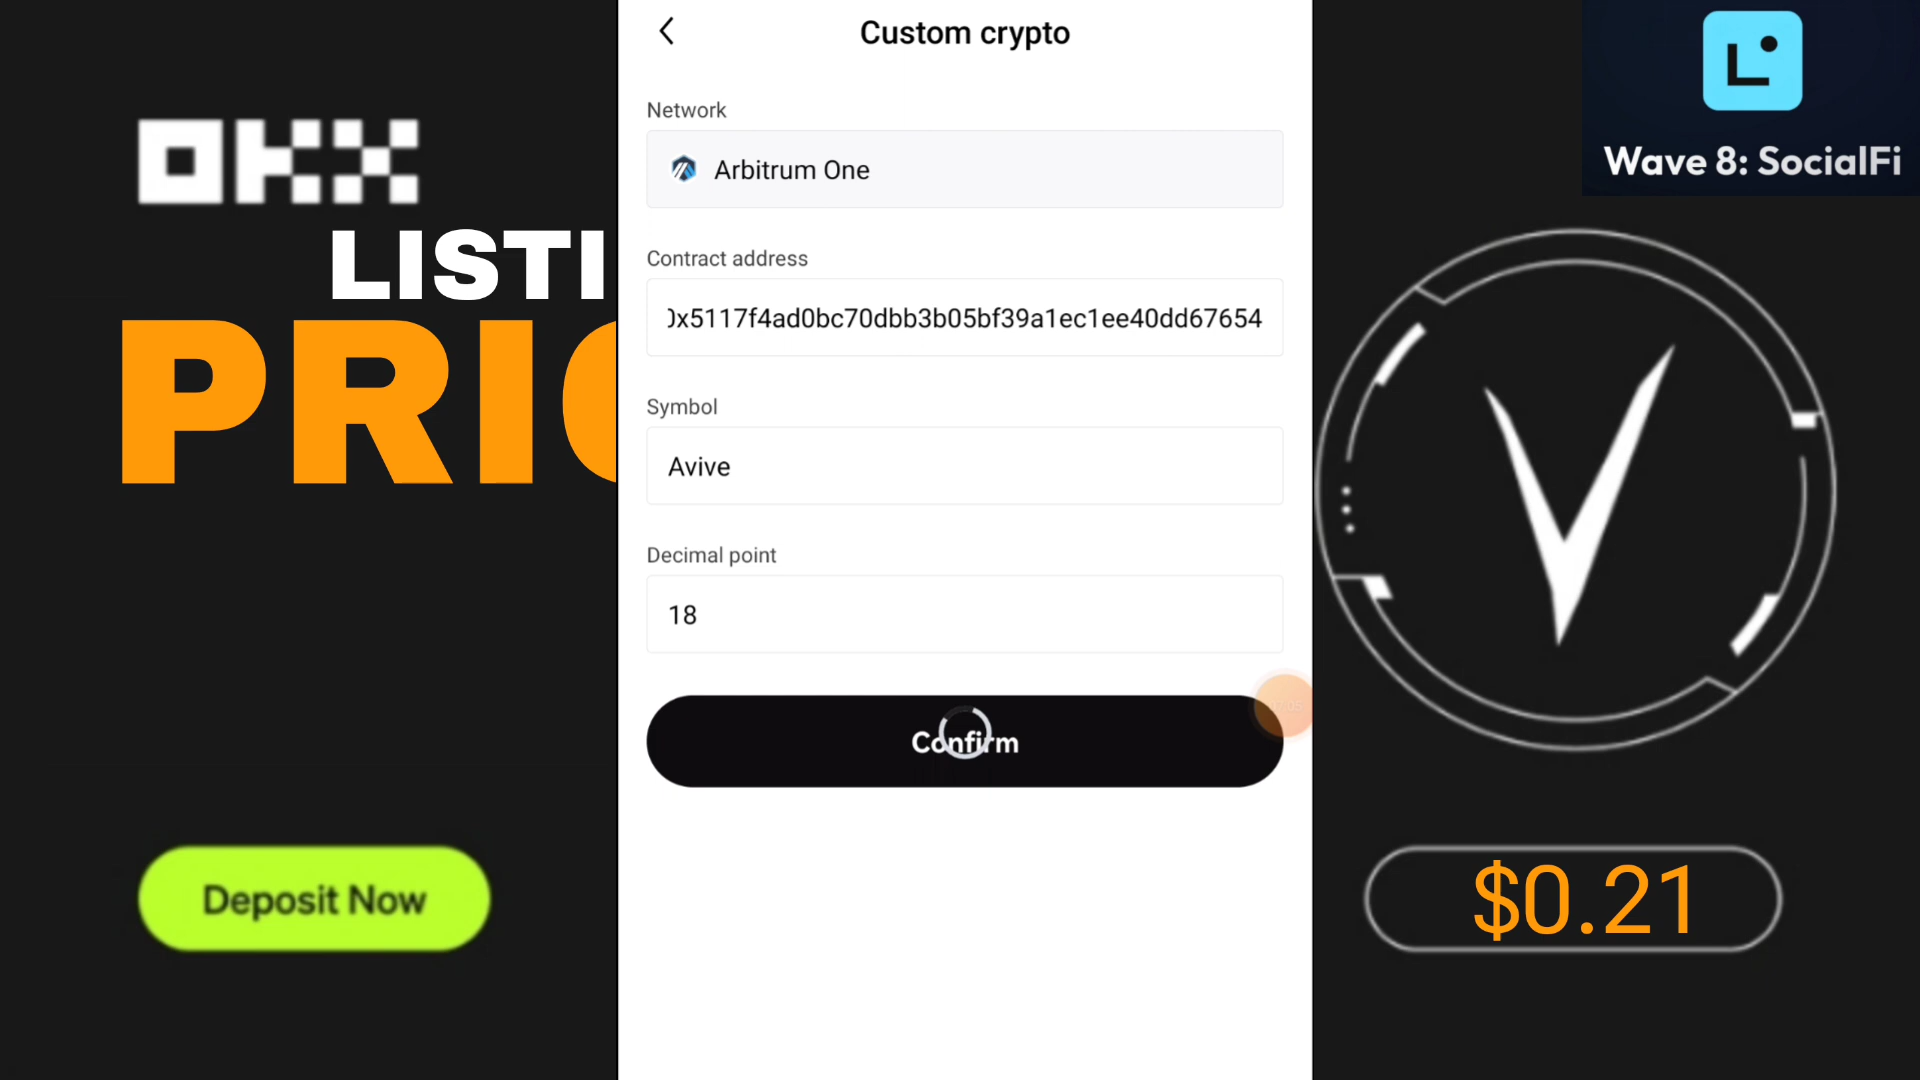 OKX
LISTI
PRIC
Deposit Now
Custom crypto
Network
Arbitrum One
Contract address
0x5117f4ad0bc70dbb3b05bf39a1ec1ee40dd67654
Symbol
Avive
Decimal point
18
Confirm
Wave 8: SocialFi
$0.21